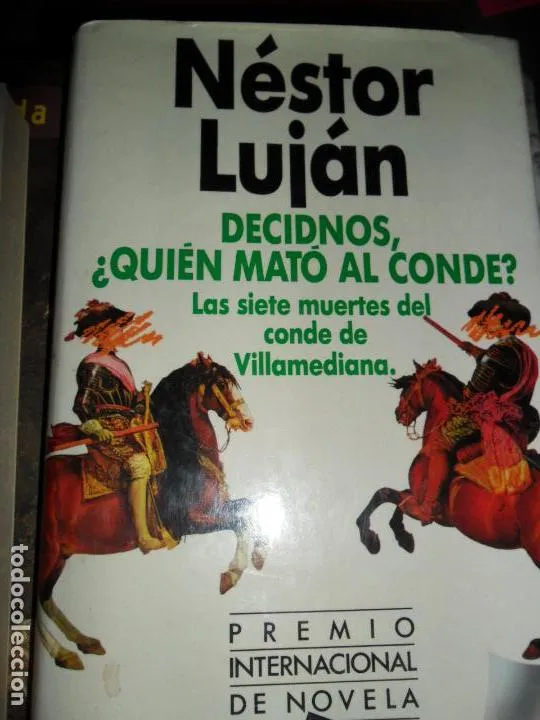 Néstor
Luján
DECIDNOS,
¿QUIÉN MATÓ AL CONDE?
Las siete muertes del
conde de
Villamediana.
PREMIO
INTERNACIONAL
DE NOVELA
todocoleccion